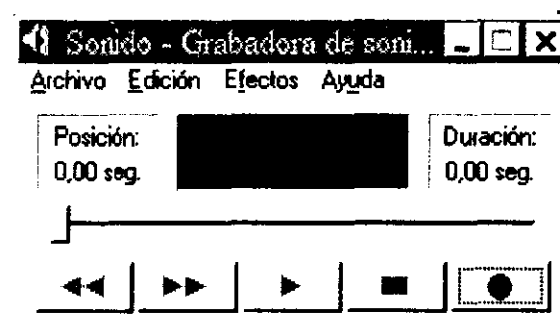 Sonido - Grabadora de soni...
Archivo Edición Efectos Ayuda
Posición: Duración:
0,00 seg. 0,00 seg.